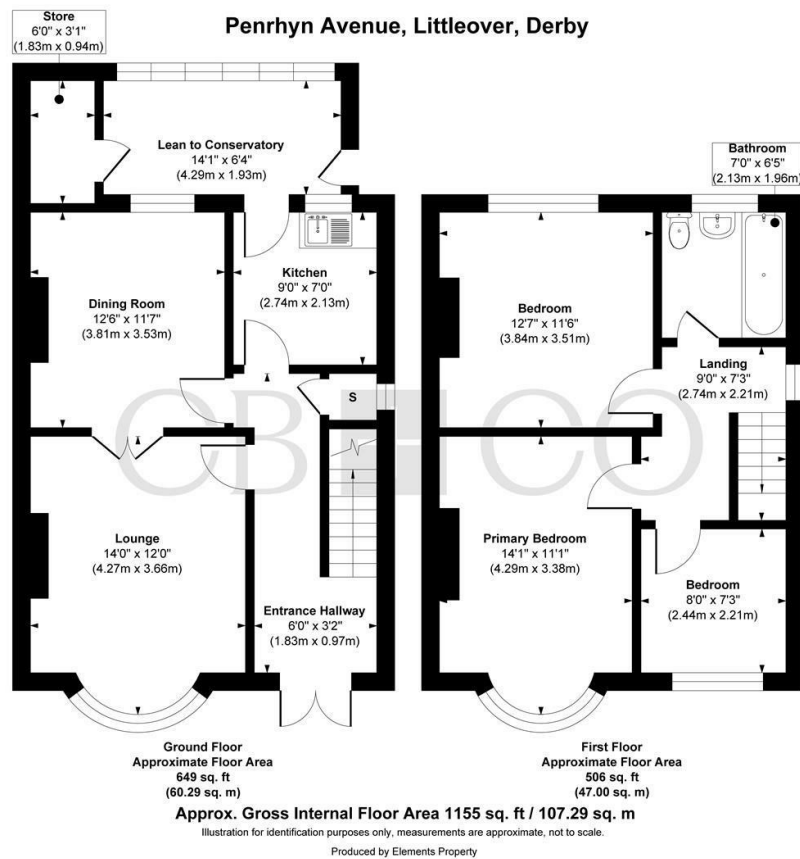 Penrhyn Avenue, Littleover, Derby
Store
6'0" x 3'1"
(1.83m x 0.94m)
Lean to Conservatory
14'1" x 6'4"
(4.29m x 1.93m)
Bathroom
7'0" x 6'5"
(2.13m x 1.96m)
Kitchen
9'0" x 7'0"
(2.74m x 2.13m)
Dining Room
12'6" x 11'7"
(3.81m x 3.53m)
Bedroom
12'7" x 11'6"
(3.84m x 3.51m)
Landing
9'0" x 7'3"
(2.74m x 2.21m)
S
CB H CO
Lounge
14'0" x 12'0"
(4.27m x 3.66m)
Primary Bedroom
14'1" x 11'1"
(4.29m x 3.38m)
Entrance Hallway
6'0" x 3'2"
(1.83m x 0.97m)
Bedroom
8'0" x 7'3"
(2.44m x 2.21m)
Ground Floor
Approximate Floor Area
649 sq. ft
(60.29 sq. m)
First Floor
Approximate Floor Area
506 sq. ft
(47.00 sq. m)
Approx. Gross Internal Floor Area 1155 sq. ft / 107.29 sq. m
Illustration for identification purposes only, measurements are approximate, not to scale.
Produced by Elements Property